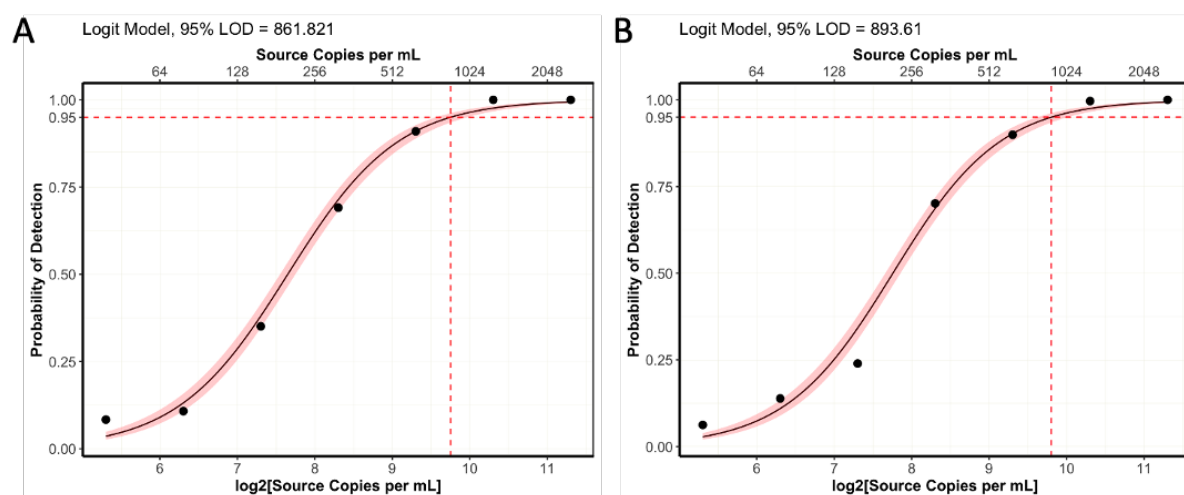 A
Logit Model, 95% LOD = 861.821
Source Copies per mL
64 128 256 512 1024 2048
1.00
0.95
0.75
0.50
0.25
0.00
Probability of Detection
6 7 8 9 10 11
log2[Source Copies per mL]
B
Logit Model, 95% LOD = 893.61
Source Copies per mL
64 128 256 512 1024 2048
1.00
0.95
0.75
0.50
0.25
0.00
Probability of Detection
6 7 8 9 10 11
log2[Source Copies per mL]